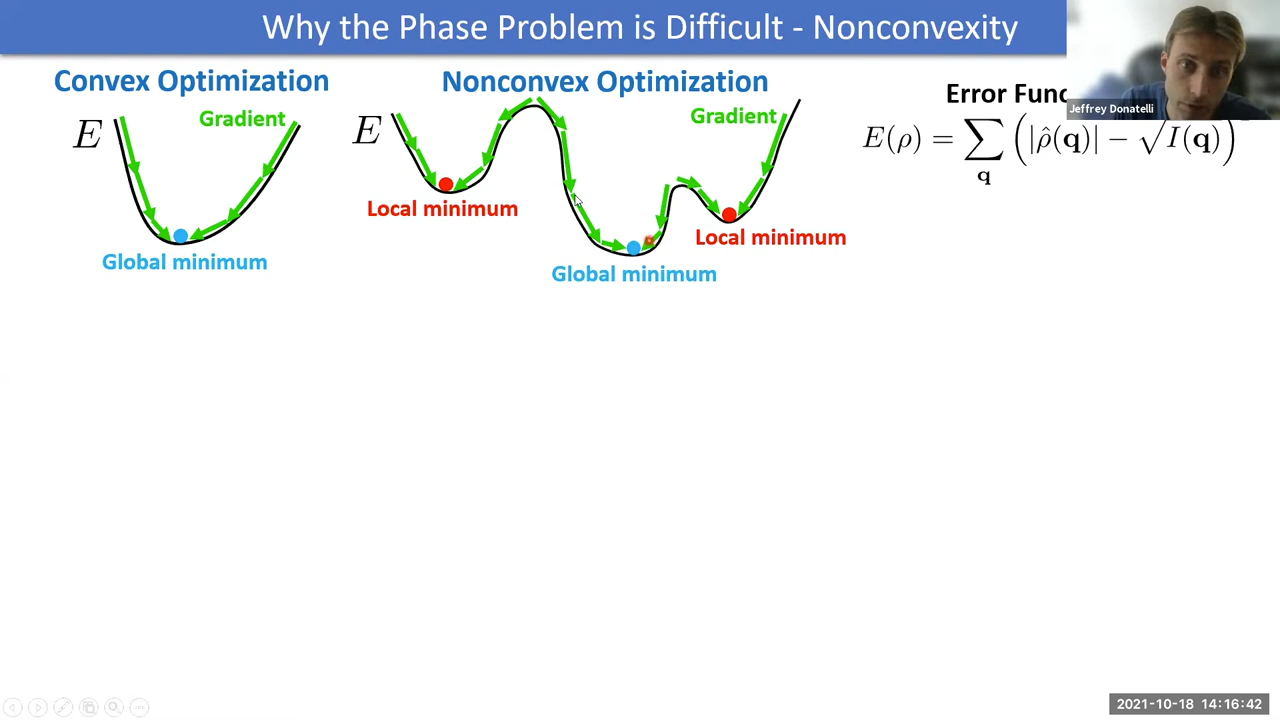 Why the Phase Problem is Difficult - Nonconvexity
Convex Optimization
E
Gradient
Global minimum
Nonconvex Optimization
E
Gradient
Local minimum
Local minimum
Global minimum
Error Func
E(ρ) = ∑_q (|ρ̂(q)| − √I(q))
Jeffrey Donatelli
2021-10-18 14:16:42